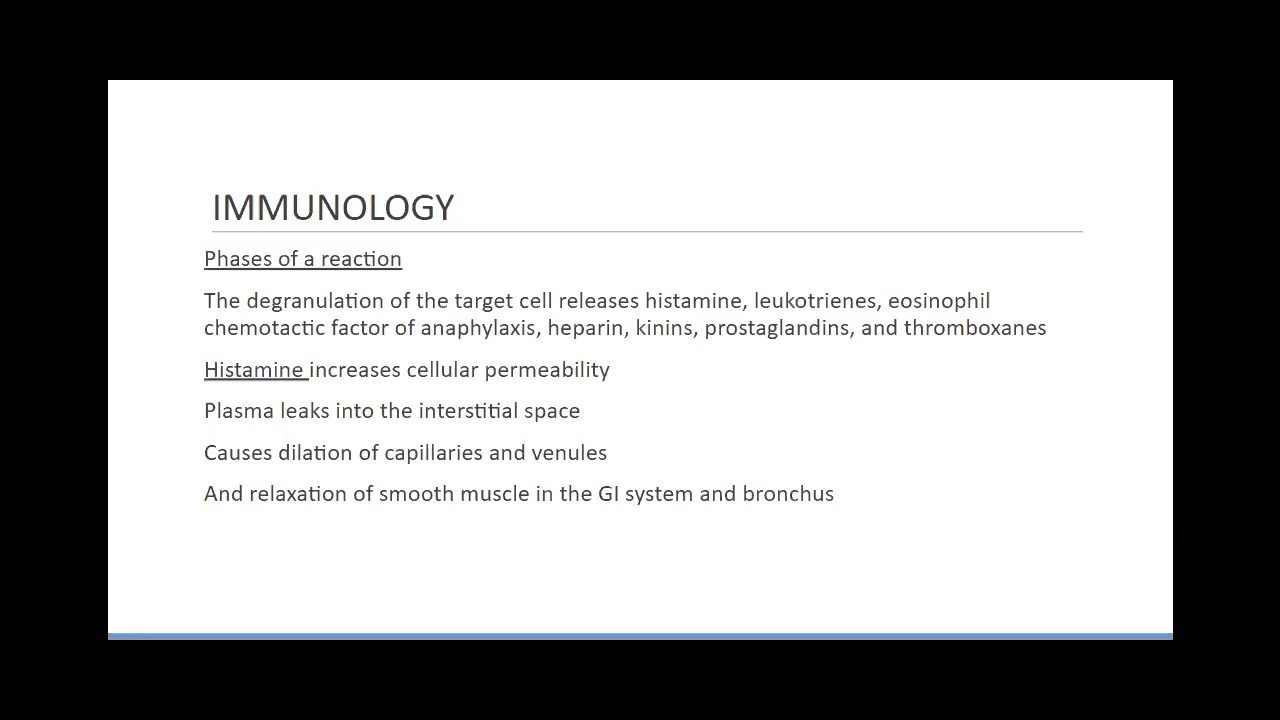 IMMUNOLOGY
Phases of a reaction
The degranulation of the target cell releases histamine, leukotrienes, eosinophil
chemotactic factor of anaphylaxis, heparin, kinins, prostaglandins, and thromboxanes
Histamine increases cellular permeability
Plasma leaks into the interstitial space
Causes dilation of capillaries and venules
And relaxation of smooth muscle in the GI system and bronchus